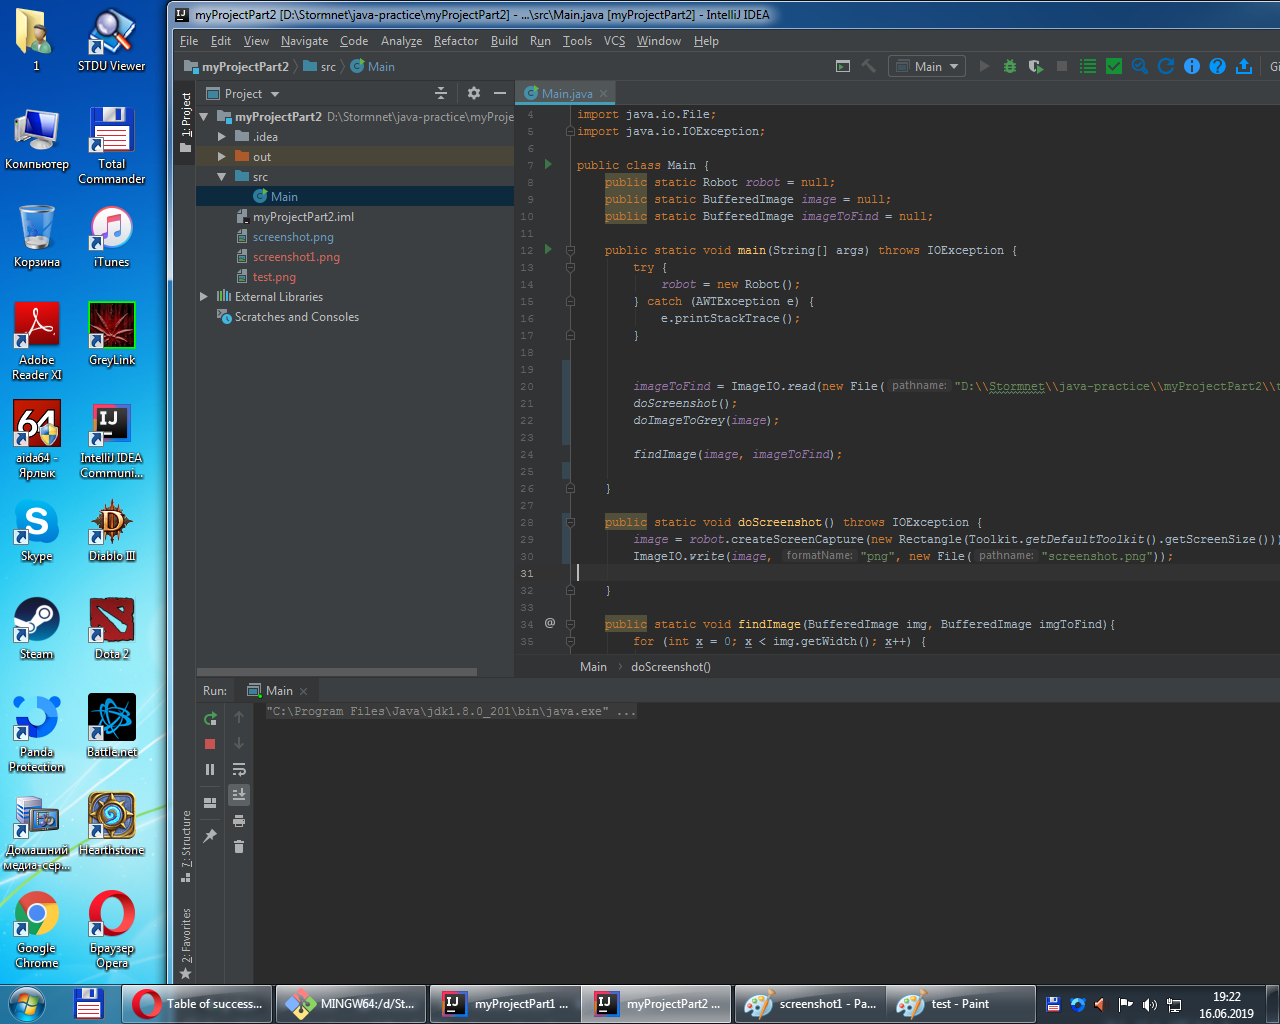 myProjectPart2 [D:\Stormnet\java-practice\myProjectPart2] - ...\src\Main.java [myProjectPart2] - IntelliJ IDEA
File Edit View Navigate Code Analyze Refactor Build Run Tools VCS Window Help
myProjectPart2 src Main
Main
Project
Main.java
1
STDU Viewer
Компьютер
Total Commander
Корзина
iTunes
Adobe Reader XI
GreyLink
aida64 - Ярлык
IntelliJ IDEA Communi...
Skype
Diablo III
Steam
Dota 2
Panda Protection
Battle.net
Домашний медиа-сер...
Hearthstone
Google Chrome
Браузер Opera
1: Project
7: Structure
2: Favorites
myProjectPart2 D:\Stormnet\java-practice\myProje
.idea
out
src
Main
myProjectPart2.iml
screenshot.png
screenshot1.png
test.png
External Libraries
Scratches and Consoles
4 import java.io.File;
5 import java.io.IOException;
6
7 public class Main {
8 public static Robot robot = null;
9 public static BufferedImage image = null;
10 public static BufferedImage imageToFind = null;
11
12 public static void main(String[] args) throws IOException {
13 try {
14 robot = new Robot();
15 } catch (AWTException e) {
16 e.printStackTrace();
17 }
18
19
20 imageToFind = ImageIO.read(new File( pathname: "D:\\Stormnet\\java-practice\\myProjectPart2\\t
21 doScreenshot();
22 doImageToGrey(image);
23
24 findImage(image, imageToFind);
25
26 }
27
28 public static void doScreenshot() throws IOException {
29 image = robot.createScreenCapture(new Rectangle(Toolkit.getDefaultToolkit().getScreenSize()))
30 ImageIO.write(image, formatName: "png", new File( pathname: "screenshot.png"));
31
32 }
33
34 @ public static void findImage(BufferedImage img, BufferedImage imgToFind){
35 for (int x = 0; x < img.getWidth(); x++) {
Main doScreenshot()
Run: Main
"C:\Program Files\Java\jdk1.8.0_201\bin\java.exe" ...
Table of success...
MINGW64:/d/St...
myProjectPart1 ...
myProjectPart2 ...
screenshot1 - Pa...
test - Paint
19:22
16.06.2019